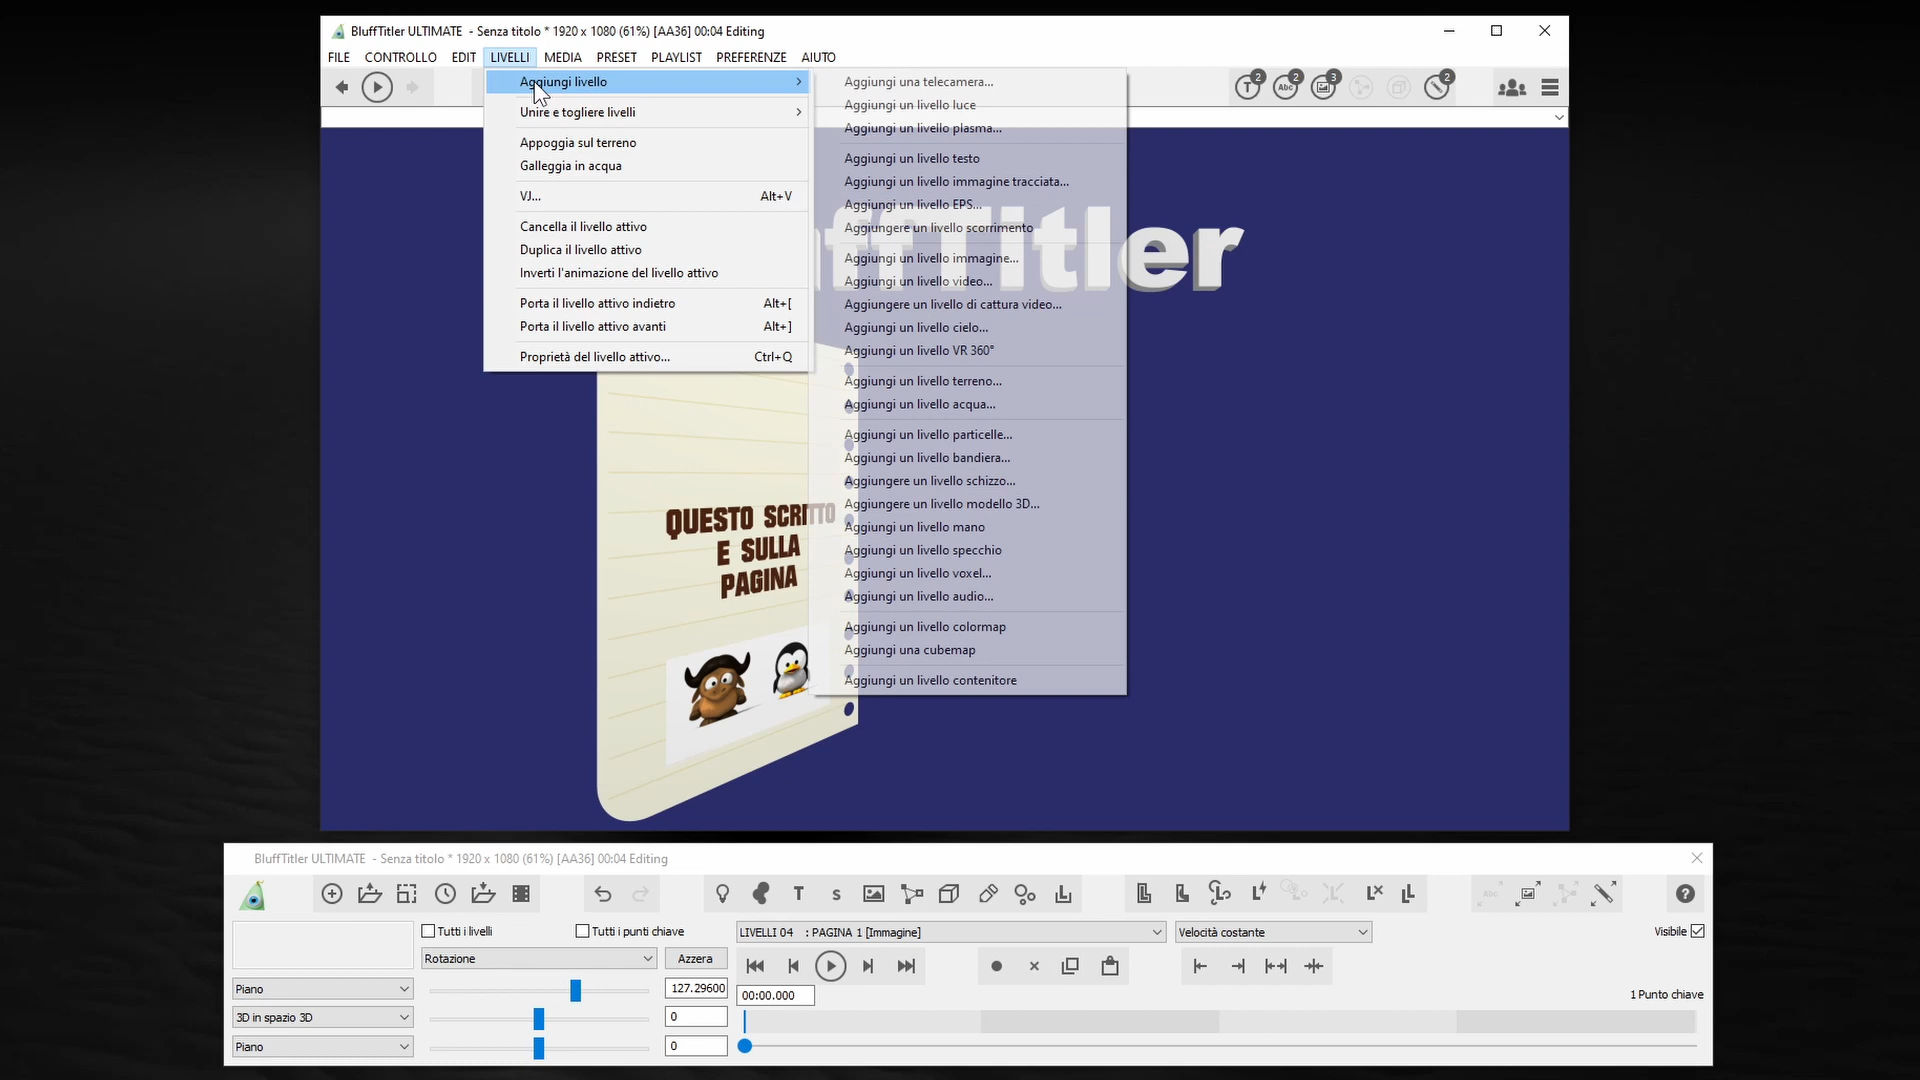 BluffTitler ULTIMATE - Senza titolo * 1920 x 1080 (61%) [AA36] 00:04 Editing
FILE CONTROLLO EDIT LIVELLI MEDIA PRESET PLAYLIST PREFERENZE AIUTO
2 2 3 2
T Abc
Aggiungi livello
Unire e togliere livelli
Appoggia sul terreno
Galleggia in acqua
VJ... Alt+V
Cancella il livello attivo
Duplica il livello attivo
Inverti l'animazione del livello attivo
Porta il livello attivo indietro Alt+[
Porta il livello attivo avanti Alt+]
Proprietà del livello attivo... Ctrl+Q
Aggiungi una telecamera...
Aggiungi un livello luce
Aggiungi un livello plasma...
Aggiungi un livello testo
Aggiungi un livello immagine tracciata...
Aggiungi un livello EPS...
Aggiungere un livello scorrimento
Aggiungi un livello immagine...
Aggiungi un livello video...
Aggiungere un livello di cattura video...
Aggiungi un livello cielo...
Aggiungi un livello VR 360°
Aggiungi un livello terreno...
Aggiungi un livello acqua...
Aggiungi un livello particelle...
Aggiungi un livello bandiera...
Aggiungere un livello schizzo...
Aggiungere un livello modello 3D...
Aggiungi un livello mano
Aggiungi un livello specchio
Aggiungi un livello voxel...
Aggiungi un livello audio...
Aggiungi un livello colormap
Aggiungi una cubemap
Aggiungi un livello contenitore
uffTitler
QUESTO SCRITTO
E SULLA
PAGINA
BluffTitler ULTIMATE - Senza titolo * 1920 x 1080 (61%) [AA36] 00:04 Editing
T S Abc ?
Tutti i livelli Tutti i punti chiave LIVELLI 04 : PAGINA 1 [Immagine] Velocità costante Visibile
Rotazione Azzera
Piano 127.29600 00:00.000 1 Punto chiave
3D in spazio 3D 0
Piano 0